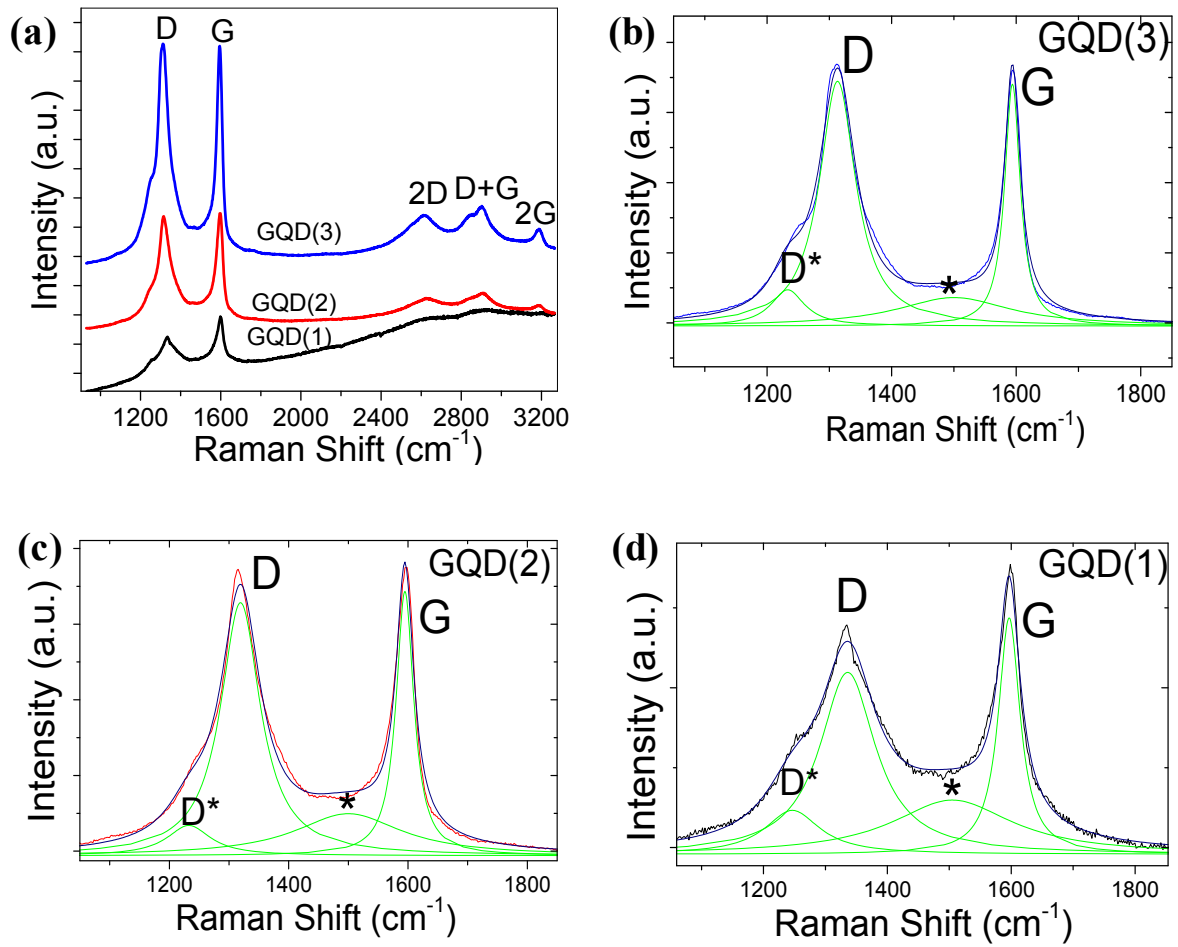 (a)
D
G
2D
D+G
2G
GQD(3)
GQD(2)
GQD(1)
Intensity (a.u.)
1200 1600 2000 2400 2800 3200
Raman Shift (cm⁻¹)
(b)
GQD(3)
D
G
D*
*
Intensity (a.u.)
1200 1400 1600 1800
Raman Shift (cm⁻¹)
(c)
GQD(2)
D
G
D*
*
Intensity (a.u.)
1200 1400 1600 1800
Raman Shift (cm⁻¹)
(d)
GQD(1)
D
G
D*
*
Intensity (a.u.)
1200 1400 1600 1800
Raman Shift (cm⁻¹)